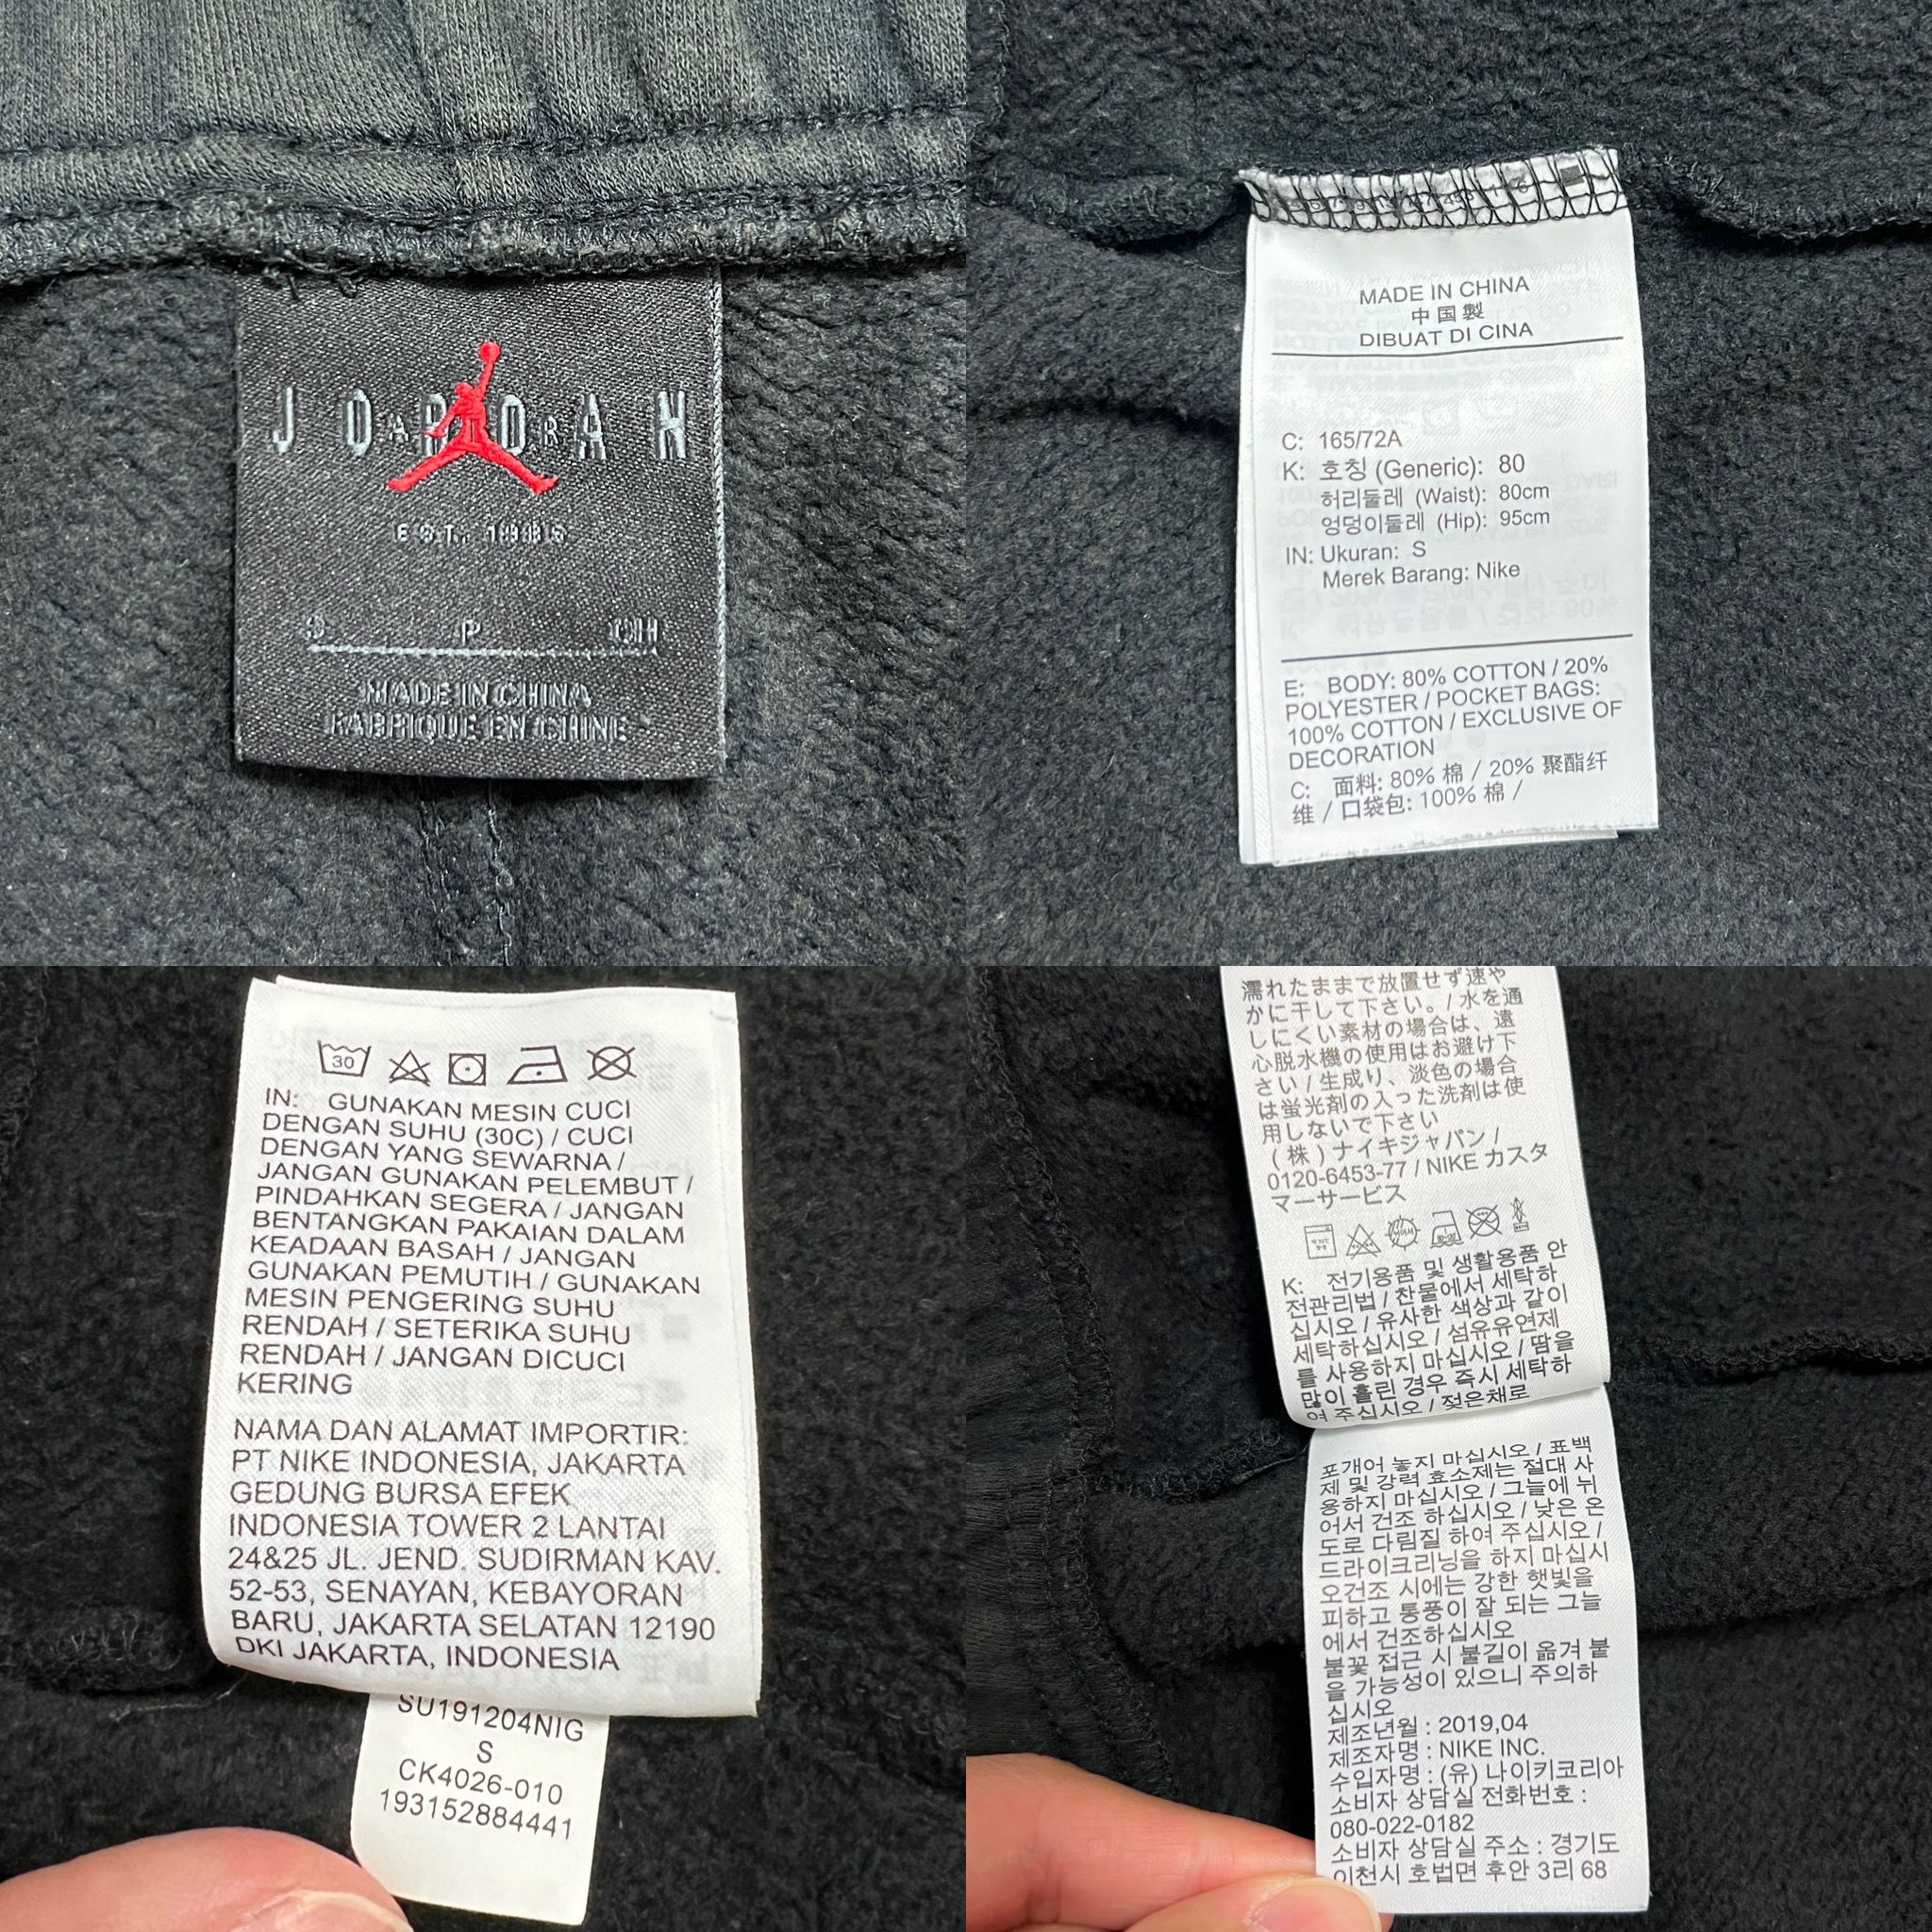 JORDAN
AIR
EST. 1985
S P CH
MADE IN CHINA
FABRIQUE EN CHINE
MADE IN CHINA
中国製
DIBUAT DI CINA
C: 165/72A
K: 호칭 (Generic): 80
허리둘레 (Waist): 80cm
엉덩이둘레 (Hip): 95cm
IN: Ukuran: S
Merek Barang: Nike
E: BODY: 80% COTTON / 20%
POLYESTER / POCKET BAGS:
100% COTTON / EXCLUSIVE OF
DECORATION
C: 面料: 80% 棉 / 20% 聚酯纤
维 / 口袋包: 100% 棉 /
30
IN: GUNAKAN MESIN CUCI
DENGAN SUHU (30C) / CUCI
DENGAN YANG SEWARNA /
JANGAN GUNAKAN PELEMBUT /
PINDAHKAN SEGERA / JANGAN
BENTANGKAN PAKAIAN DALAM
KEADAAN BASAH / JANGAN
GUNAKAN PEMUTIH / GUNAKAN
MESIN PENGERING SUHU
RENDAH / SETERIKA SUHU
RENDAH / JANGAN DICUCI
KERING
NAMA DAN ALAMAT IMPORTIR:
PT NIKE INDONESIA, JAKARTA
GEDUNG BURSA EFEK
INDONESIA TOWER 2 LANTAI
24&25 JL. JEND. SUDIRMAN KAV.
52-53, SENAYAN, KEBAYORAN
BARU, JAKARTA SELATAN 12190
DKI JAKARTA, INDONESIA
SU191204NIG
S
CK4026-010
193152884441
濡れたままで放置せず速や
かに干して下さい。/ 水を通
しにくい素材の場合は、遠
心脱水機の使用はお避け下
さい / 生成り、淡色の場合
は蛍光剤の入った洗剤は使
用しないで下さい
(株) ナイキジャパン /
0120-6453-77 / NIKE カスタ
マーサービス
K: 전기용품 및 생활용품 안
전관리법 / 찬물에서 세탁하
십시오 / 유사한 색상과 같이
세탁하십시오 / 섬유유연제
를 사용하지 마십시오 / 땀을
많이 흘린 경우 즉시 세탁하
여 주십시오 / 젖은채로
포개어 놓지 마십시오 / 표백
제 및 강력 효소제는 절대 사
용하지 마십시오 / 그늘에 뉘
어서 건조 하십시오 / 낮은 온
도로 다림질 하여 주십시오 /
드라이크리닝을 하지 마십시
오건조 시에는 강한 햇빛을
피하고 통풍이 잘 되는 그늘
에서 건조하십시오
불꽃 접근 시 불길이 옮겨 붙
을 가능성이 있으니 주의하
십시오
제조년월 : 2019,04
제조자명 : NIKE INC.
수입자명 : (유) 나이키코리아
소비자 상담실 전화번호 :
080-022-0182
소비자 상담실 주소 : 경기도
이천시 호법면 후안 3리 68